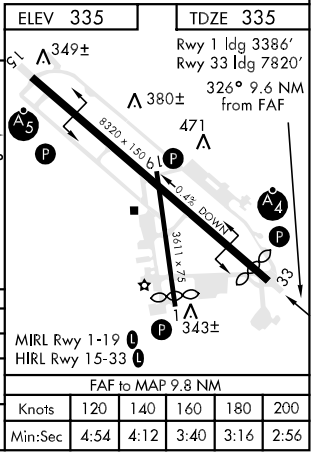 ELEV 335
TDZE 335
349±
Rwy 1 ldg 3386'
Rwy 33 ldg 7820'
15
326° 9.6 NM
from FAF
380±
471
A5
P
8320 x 150
19
P
0.4% DOWN
A4
P
3611 x 75
33
1
343±
P
MIRL Rwy 1-19 L
HIRL Rwy 15-33 L
FAF to MAP 9.8 NM
Knots 120 140 160 180 200
Min:Sec 4:54 4:12 3:40 3:16 2:56